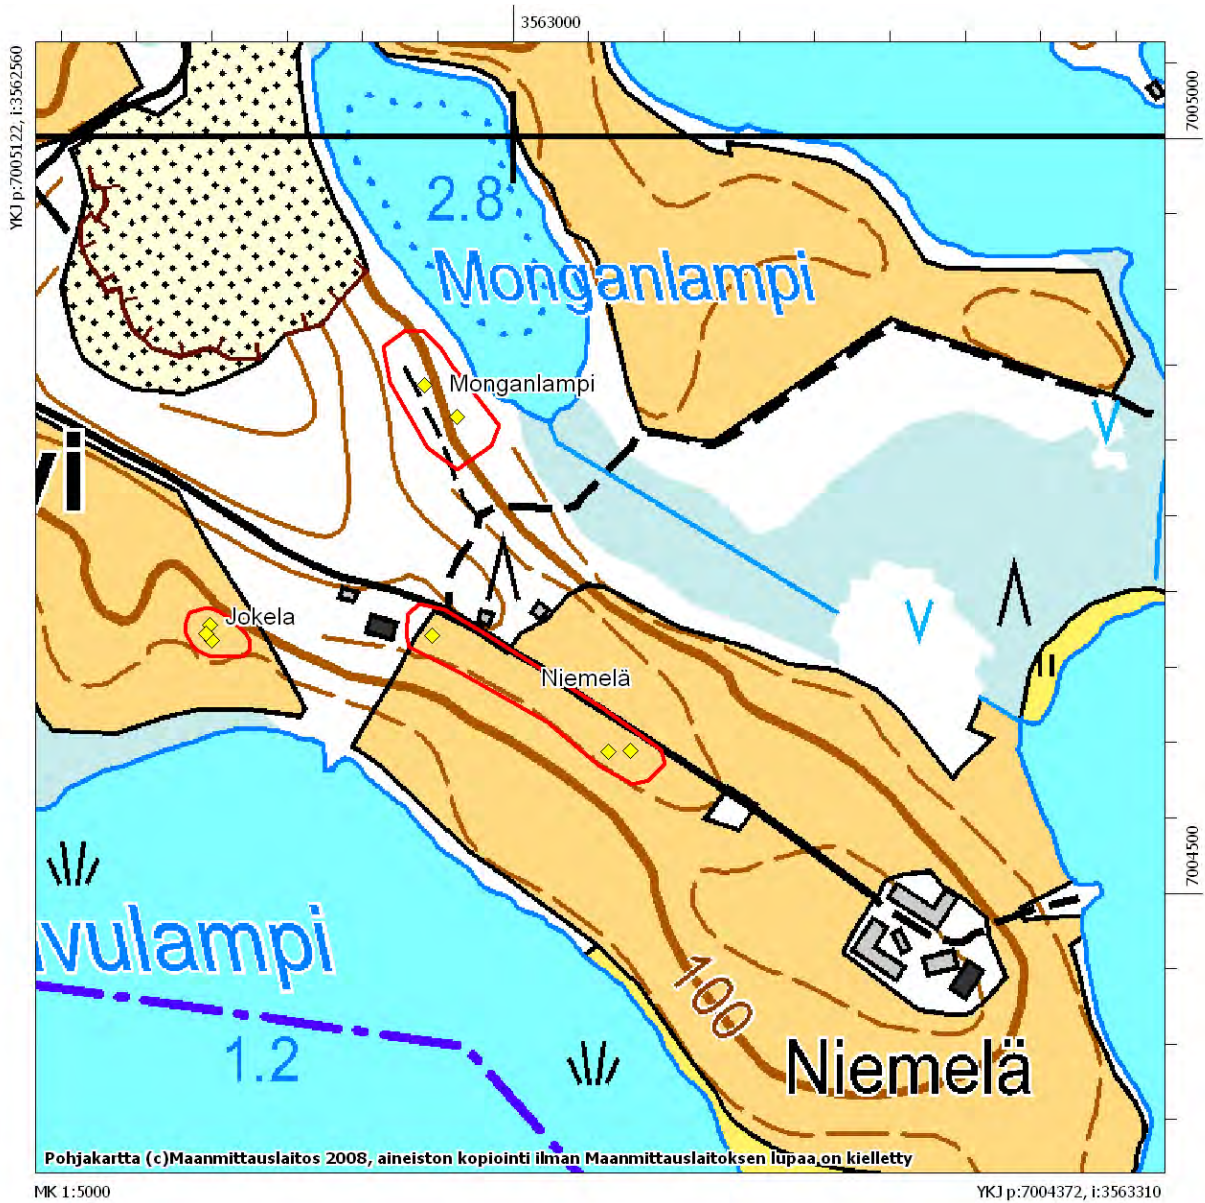 3563000
YKJ p:7005122, i:3562560
7005000
2.8
Monganlampi
Monganlampi
vi
Jokela
Niemelä
7004500
avulampi
100
1.2
Niemelä
Pohjakartta (c)Maanmittauslaitos 2008, aineiston kopiointi ilman Maanmittauslaitoksen lupaa on kielletty
MK 1:5000
YKJ p:7004372, i:3563310